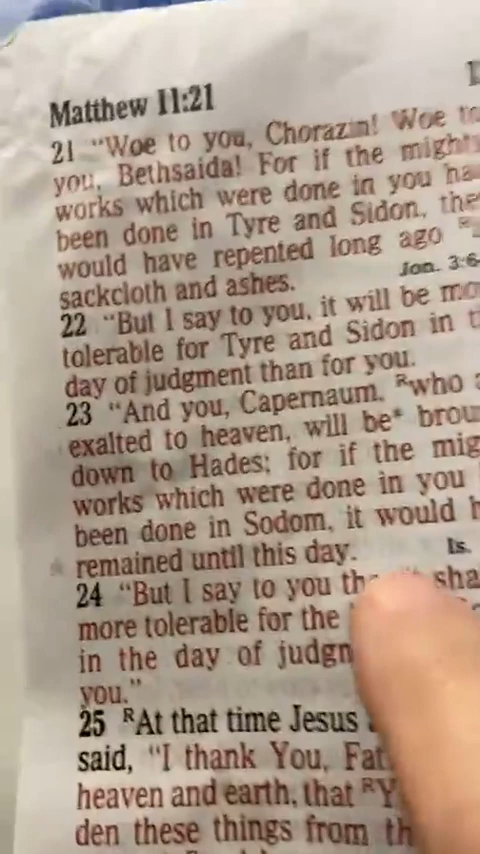 Matthew 11:21
21 "Woe to you, Chorazin! Woe to
you, Bethsaida! For if the mighty
works which were done in you ha
been done in Tyre and Sidon, the
would have repented long ago R
Jon. 3:6
sackcloth and ashes.
22 "But I say to you, it will be mo
tolerable for Tyre and Sidon in t
day of judgment than for you.
23 "And you, Capernaum, Rwho a
exalted to heaven, will be* brou
down to Hades; for if the mig
works which were done in you
been done in Sodom, it would h
remained until this day.
Is.
24 "But I say to you sha
more tolerable for the
in the day of judgm
you."
25 RAt that time Jesus
said, "I thank You, Fat
heaven and earth, that RY
den these things from th